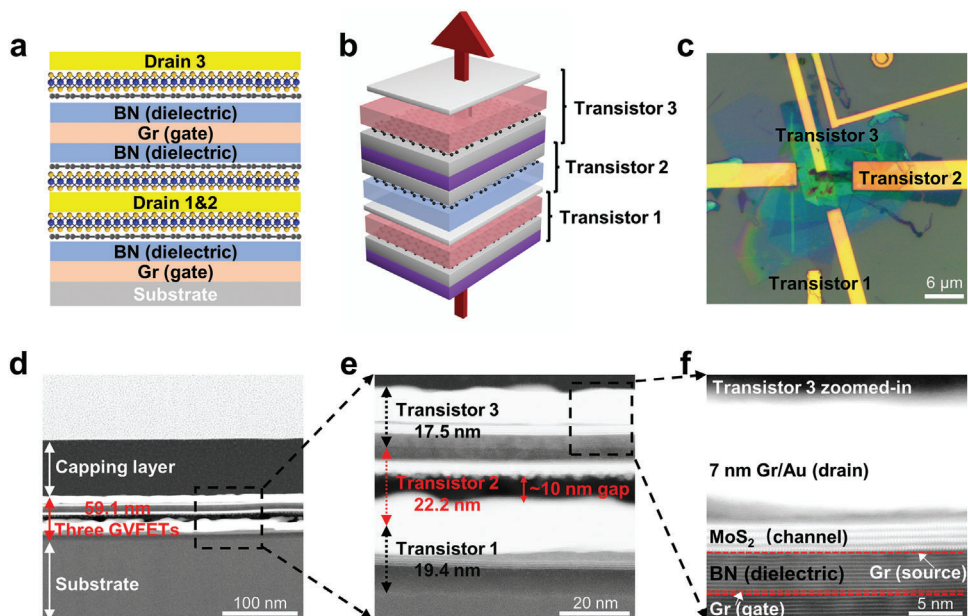 a
Drain 3
BN (dielectric)
Gr (gate)
BN (dielectric)
Drain 1&2
BN (dielectric)
Gr (gate)
Substrate
b
Transistor 3
Transistor 2
Transistor 1
c
Transistor 3
Transistor 2
Transistor 1
6 μm
d
Capping layer
59.1 nm
Three GVFETs
Substrate
100 nm
e
Transistor 3
17.5 nm
Transistor 2
22.2 nm
~10 nm gap
Transistor 1
19.4 nm
20 nm
f
Transistor 3 zoomed-in
7 nm Gr/Au (drain)
MoS₂ (channel)
BN (dielectric)
Gr (source)
Gr (gate)
5 nm